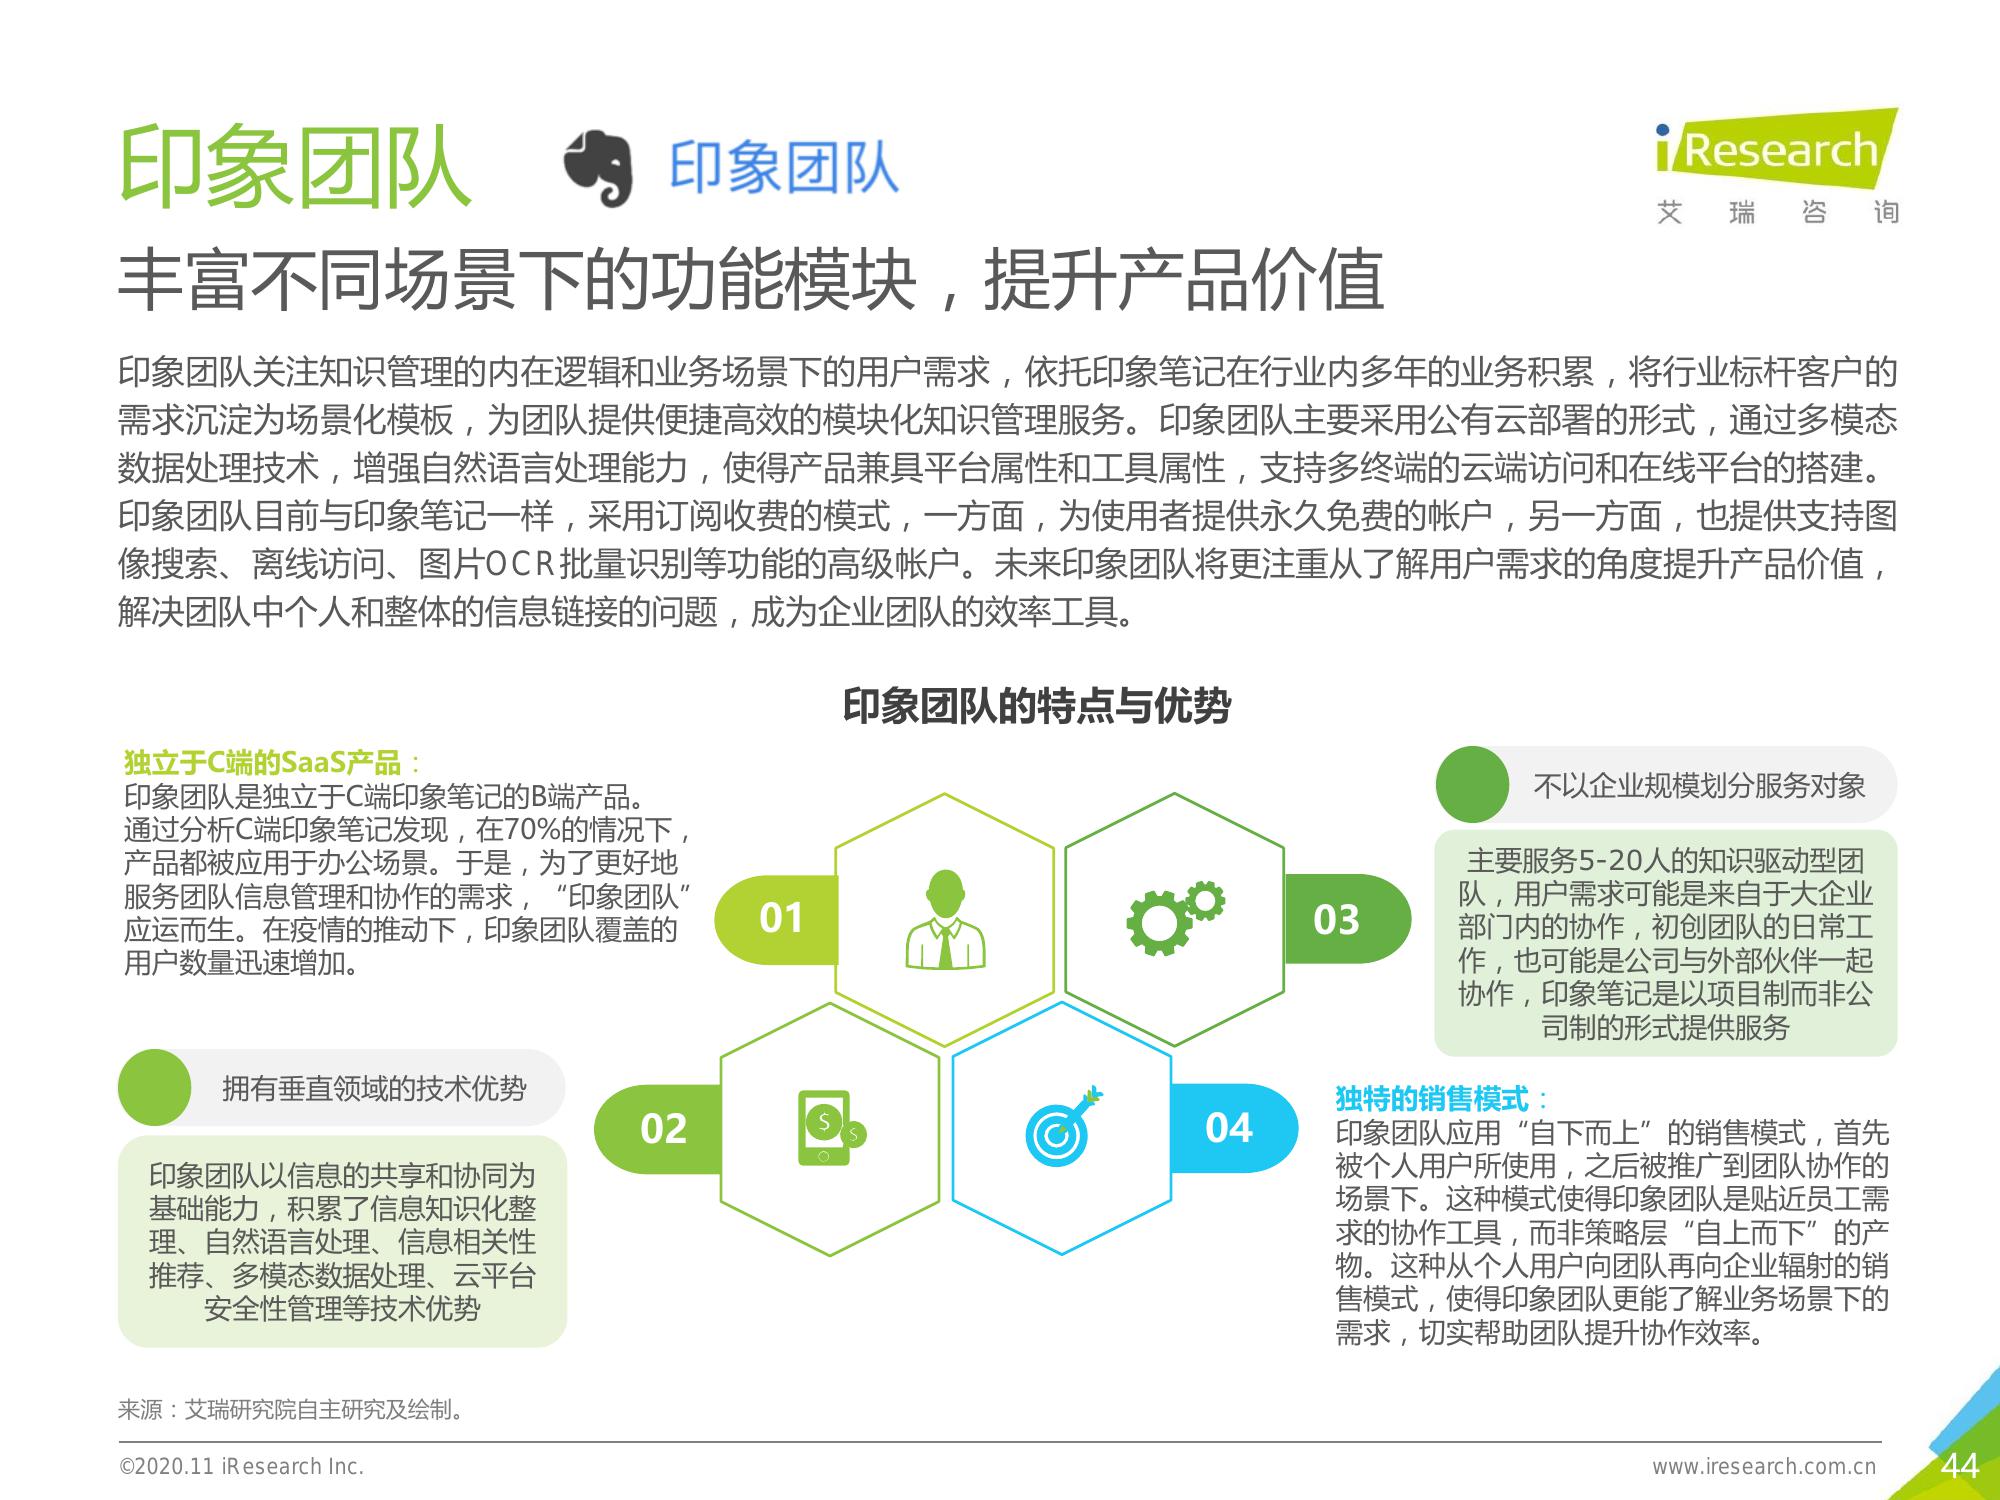 印象团队
印象团队
iResearch
艾瑞咨询
丰富不同场景下的功能模块，提升产品价值
印象团队关注知识管理的内在逻辑和业务场景下的用户需求，依托印象笔记在行业内多年的业务积累，将行业标杆客户的
需求沉淀为场景化模板，为团队提供便捷高效的模块化知识管理服务。印象团队主要采用公有云部署的形式，通过多模态
数据处理技术，增强自然语言处理能力，使得产品兼具平台属性和工具属性，支持多终端的云端访问和在线平台的搭建。
印象团队目前与印象笔记一样，采用订阅收费的模式，一方面，为使用者提供永久免费的帐户，另一方面，也提供支持图
像搜索、离线访问、图片OCR批量识别等功能的高级帐户。未来印象团队将更注重从了解用户需求的角度提升产品价值，
解决团队中个人和整体的信息链接的问题，成为企业团队的效率工具。
印象团队的特点与优势
独立于C端的SaaS产品：
印象团队是独立于C端印象笔记的B端产品。
通过分析C端印象笔记发现，在70%的情况下，
产品都被应用于办公场景。于是，为了更好地
服务团队信息管理和协作的需求，“印象团队”
应运而生。在疫情的推动下，印象团队覆盖的
用户数量迅速增加。
01
拥有垂直领域的技术优势
印象团队以信息的共享和协同为
基础能力，积累了信息知识化整
理、自然语言处理、信息相关性
推荐、多模态数据处理、云平台
安全性管理等技术优势
02
03
不以企业规模划分服务对象
主要服务5-20人的知识驱动型团
队，用户需求可能是来自于大企业
部门内的协作，初创团队的日常工
作，也可能是公司与外部伙伴一起
协作，印象笔记是以项目制而非公
司制的形式提供服务
04
独特的销售模式：
印象团队应用“自下而上”的销售模式，首先
被个人用户所使用，之后被推广到团队协作的
场景下。这种模式使得印象团队是贴近员工需
求的协作工具，而非策略层“自上而下”的产
物。这种从个人用户向团队再向企业辐射的销
售模式，使得印象团队更能了解业务场景下的
需求，切实帮助团队提升协作效率。
来源：艾瑞研究院自主研究及绘制。
©2020.11 iResearch Inc.
www.iresearch.com.cn
44